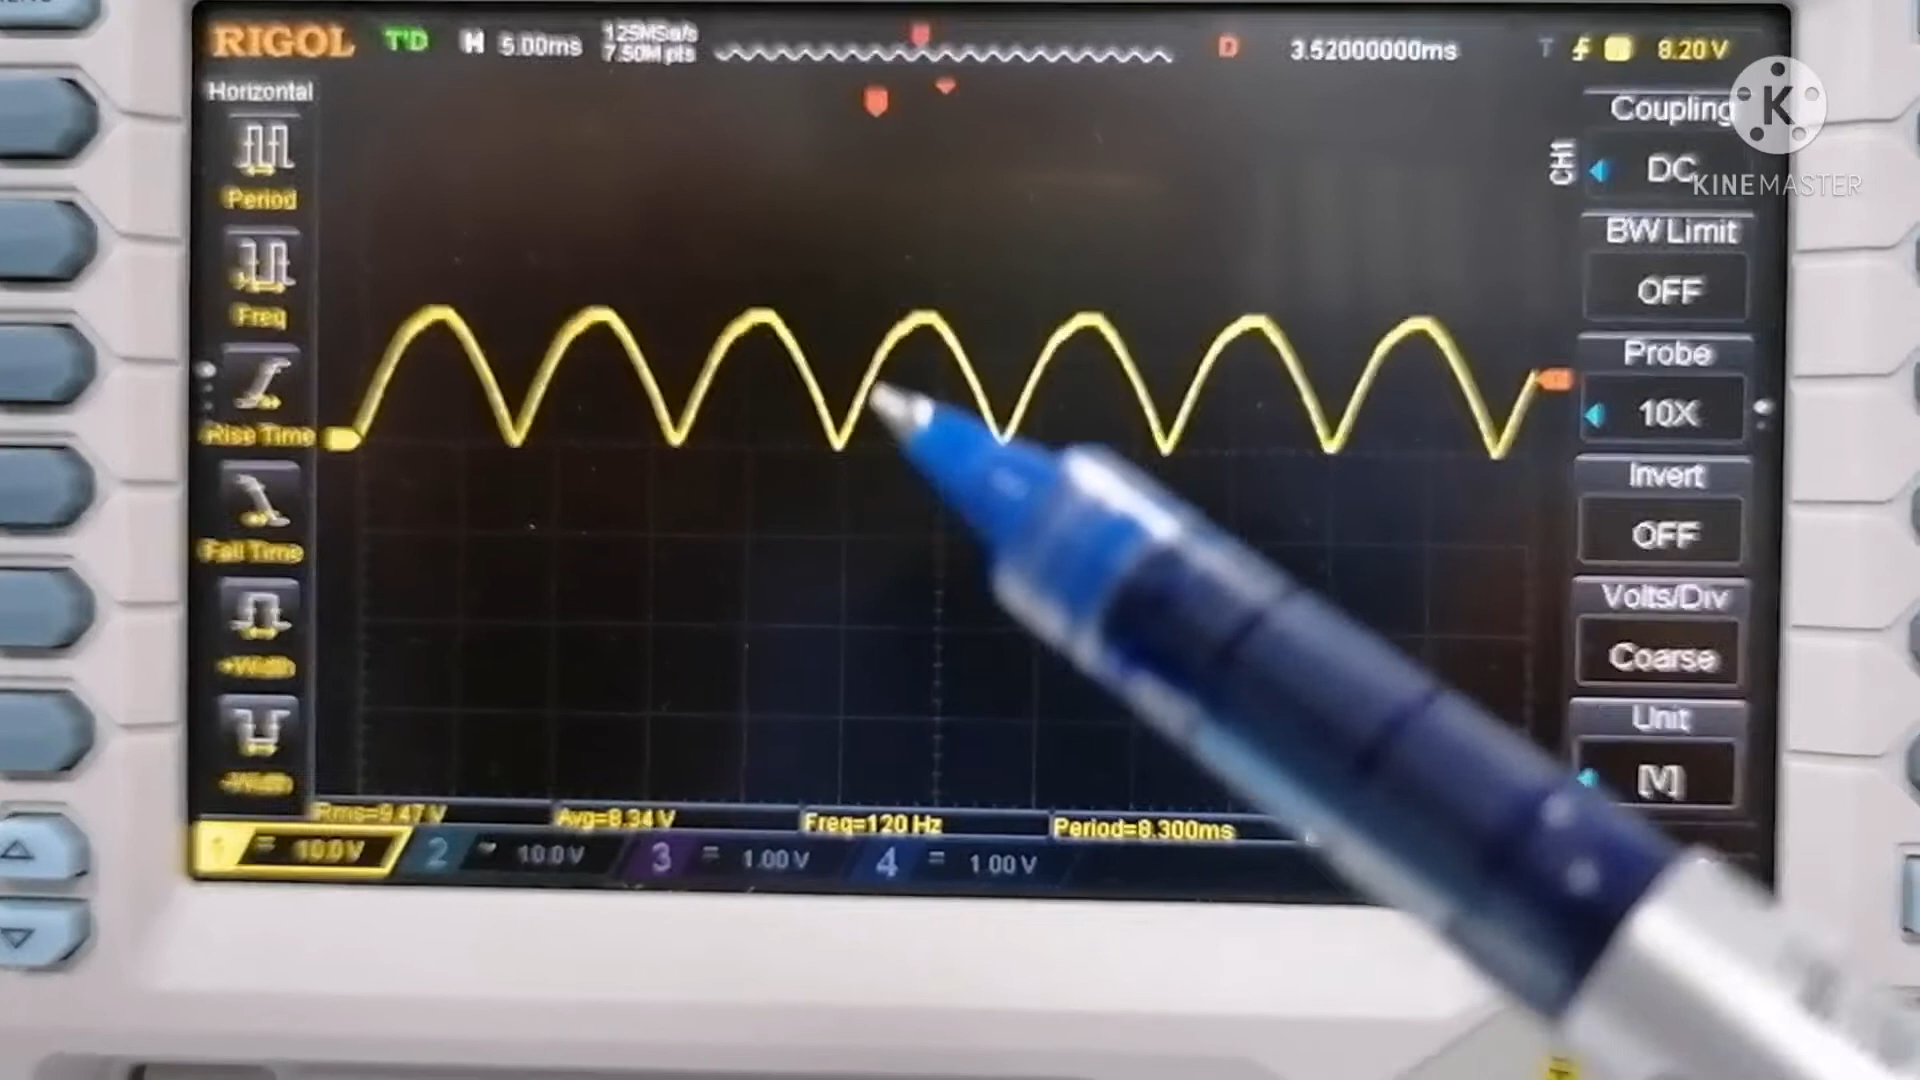 RIGOL T'D H 5.00ms 125MSa/s 7.50M pts D 3.52000000ms T 8.20 V
Horizontal
Period
Freq
Rise Time
Fall Time
+Width
-Width
Coupling
CH1
DC
BW Limit
OFF
Probe
10X
Invert
OFF
Volts/Div
Coarse
Unit
[V]
K
KINEMASTER
Rms=9.47 V Avg=8.34 V Freq=120 Hz Period=8.300ms
1 = 10.0 V 2 ~ 10.0 V 3 = 1.00 V 4 = 1.00 V